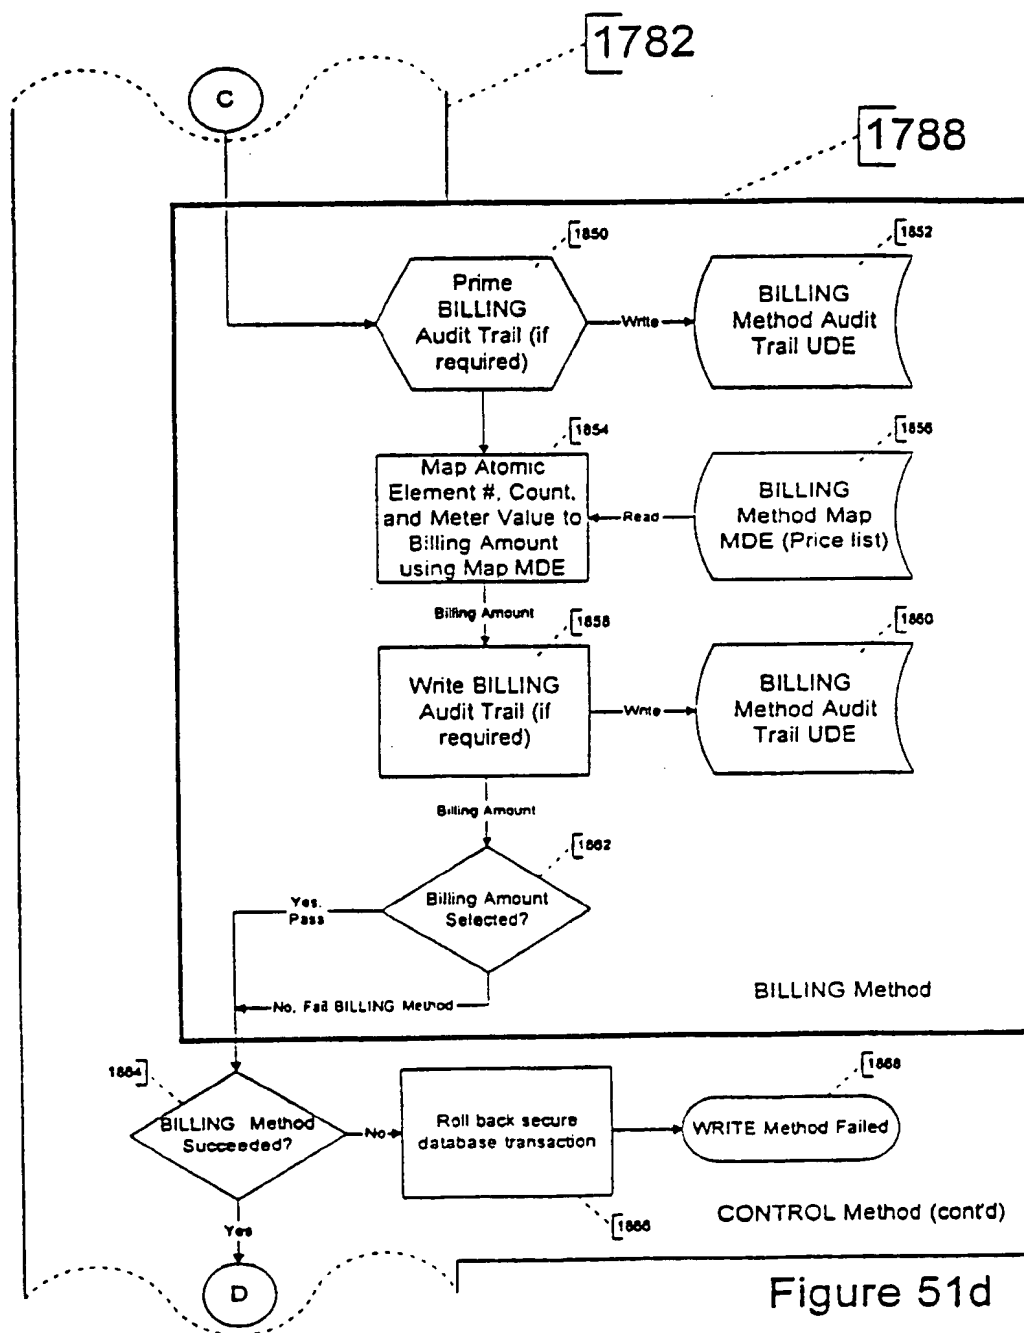 1782
C
1788
1850
Prime
BILLING
Audit Trail (if
required)
Write
1852
BILLING
Method Audit
Trail UDE
1854
Map Atomic
Element #, Count,
and Meter Value to
Billing Amount
using Map MDE
Read
1856
BILLING
Method Map
MDE (Price list)
Billing Amount
1858
Write BILLING
Audit Trail (if
required)
Write
1860
BILLING
Method Audit
Trail UDE
Billing Amount
1862
Billing Amount
Selected?
Yes,
Pass
No, Fail BILLING Method
BILLING Method
1864
BILLING Method
Succeeded?
No
Roll back secure
database transaction
1866
1868
WRITE Method Failed
Yes
CONTROL Method (cont'd)
D
Figure 51d